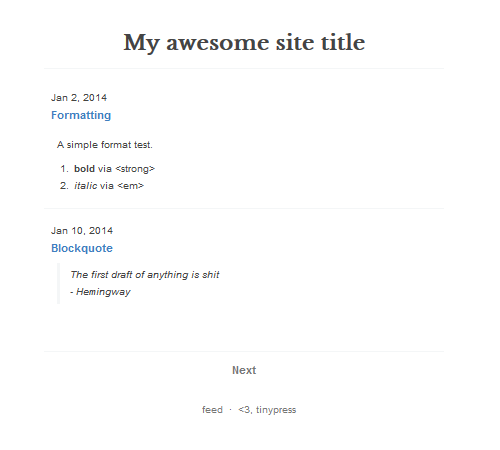 My awesome site title
Jan 2, 2014
Formatting
A simple format test.
1. bold via <strong>
2. italic via <em>
Jan 10, 2014
Blockquote
The first draft of anything is shit
- Hemingway
Next
feed · <3, tinypress